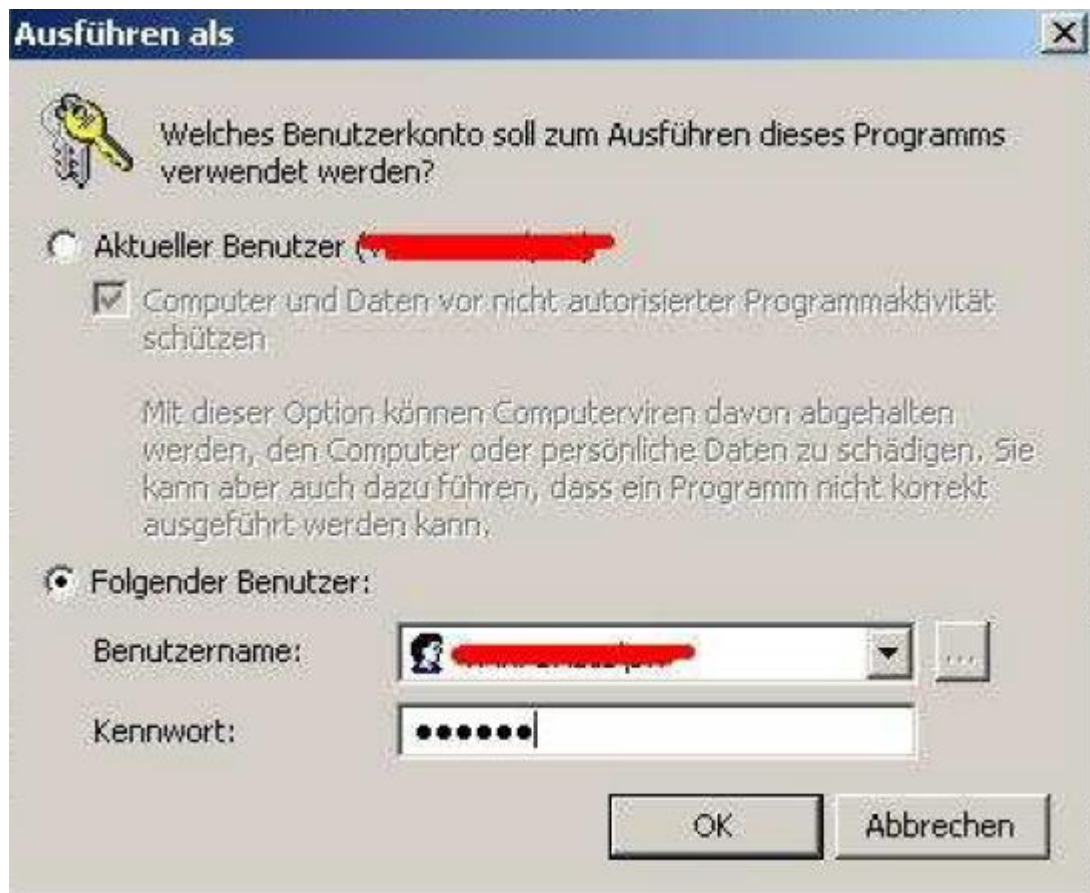 Ausführen als
Welches Benutzerkonto soll zum Ausführen dieses Programms
verwendet werden?
Aktueller Benutzer (
Computer und Daten vor nicht autorisierter Programmaktivität
schützen
Mit dieser Option können Computerviren davon abgehalten
werden, den Computer oder persönliche Daten zu schädigen. Sie
kann aber auch dazu führen, dass ein Programm nicht korrekt
ausgeführt werden kann.
Folgender Benutzer:
Benutzername:
...
Kennwort: ••••••
OK Abbrechen